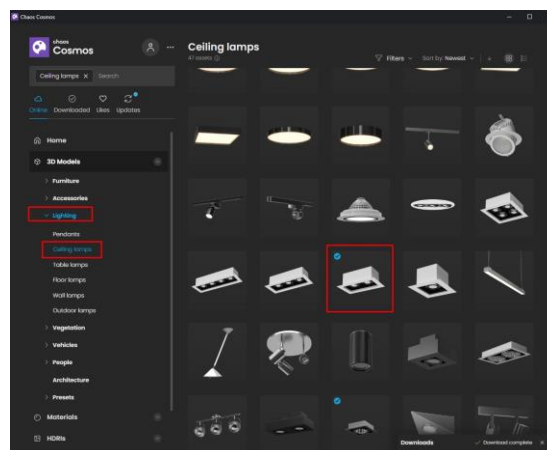 Chaos Cosmos
chaos
Cosmos
Ceiling lamps
47 assets
Filters
Sort by: Newest
Ceiling lamps
Search
Online
Downloaded
Likes
Updates
Home
3D Models
Furniture
Accessories
Lighting
Pendants
Ceiling lamps
Table lamps
Floor lamps
Wall lamps
Outdoor lamps
Vegetation
Vehicles
People
Architecture
Presets
Materials
HDRIs
Downloads
Download complete